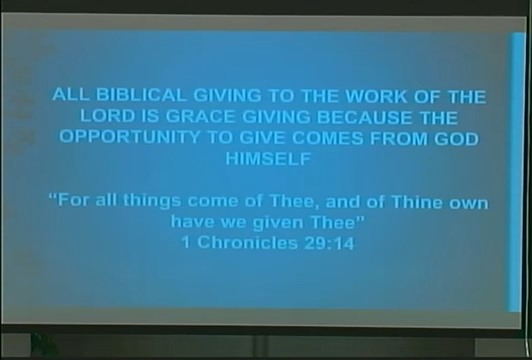 ALL BIBLICAL GIVING TO THE WORK OF THE
LORD IS GRACE GIVING BECAUSE THE
OPPORTUNITY TO GIVE COMES FROM GOD
HIMSELF
"For all things come of Thee, and of Thine own
have we given Thee"
1 Chronicles 29:14